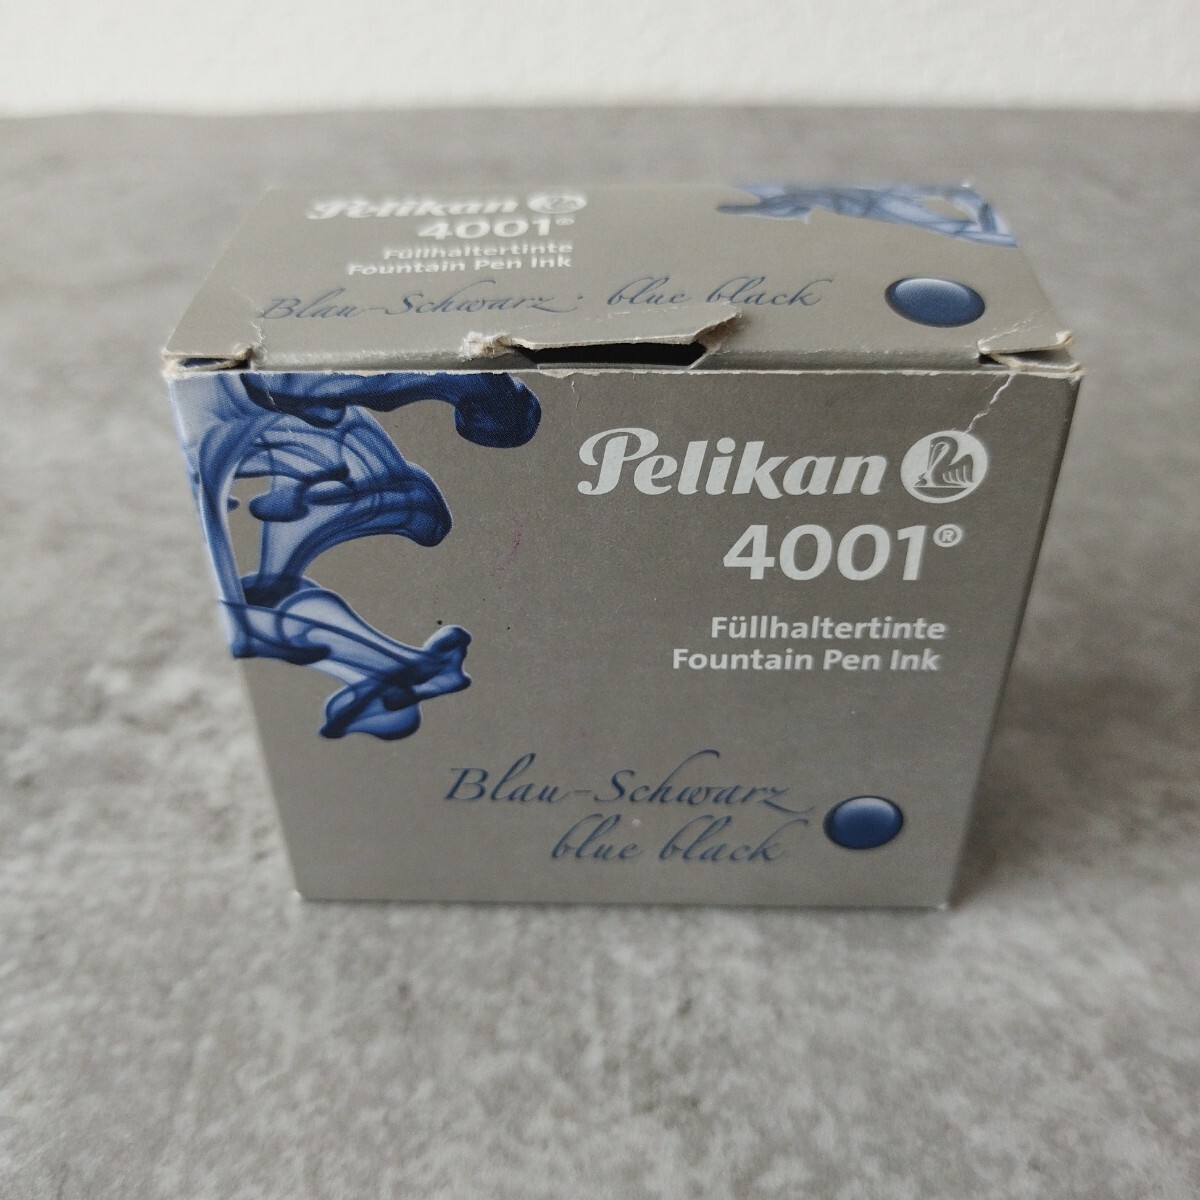 Pelikan
4001®
Füllhaltertinte
Fountain Pen Ink
Blau-Schwarz · blue black
Pelikan
4001®
Füllhaltertinte
Fountain Pen Ink
Blau-Schwarz
blue black